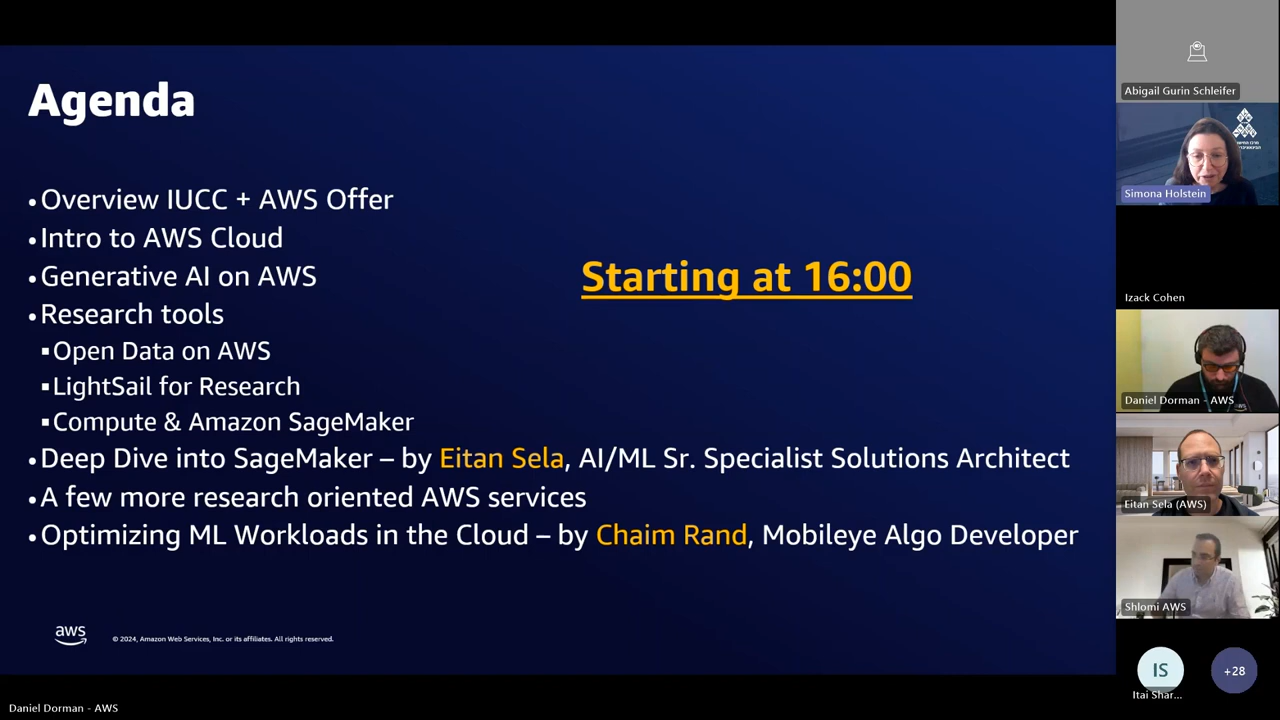 Agenda
• Overview IUCC + AWS Offer
• Intro to AWS Cloud
• Generative AI on AWS
• Research tools
▪ Open Data on AWS
▪ LightSail for Research
▪ Compute & Amazon SageMaker
• Deep Dive into SageMaker – by Eitan Sela, AI/ML Sr. Specialist Solutions Architect
• A few more research oriented AWS services
• Optimizing ML Workloads in the Cloud – by Chaim Rand, Mobileye Algo Developer
Starting at 16:00
aws
© 2024, Amazon Web Services, Inc. or its affiliates. All rights reserved.
Daniel Dorman - AWS
Abigail Gurin Schleifer
Simona Holstein
Izack Cohen
Daniel Dorman - AWS
Eitan Sela (AWS)
Shlomi AWS
IS
Itai Shar...
+28